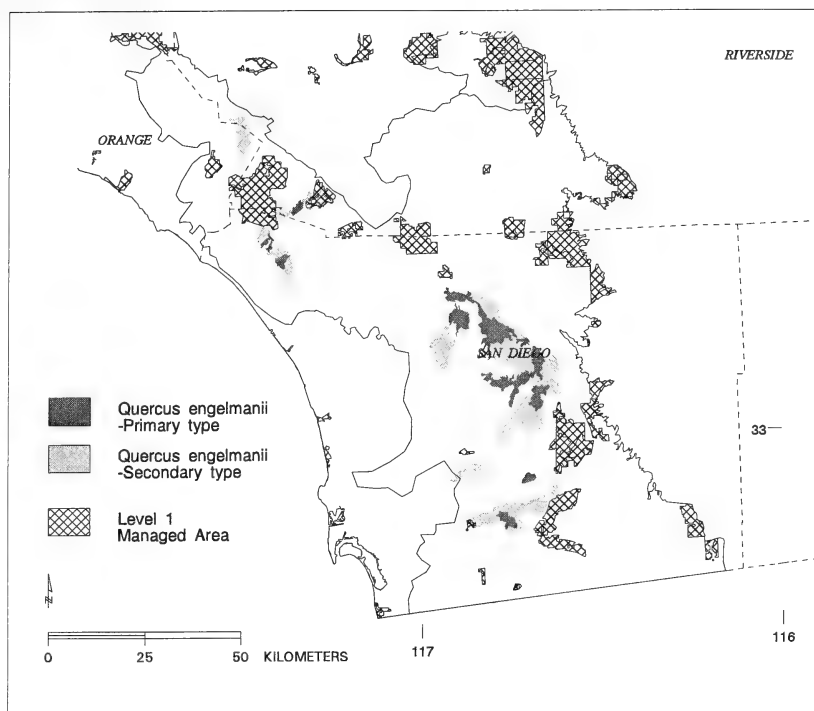 RIVERSIDE
ORANGE
SAN DIEGO
Quercus engelmanii
-Primary type
Quercus engelmanii
-Secondary type
Level 1
Managed Area
33
0 25 50 KILOMETERS
117
116